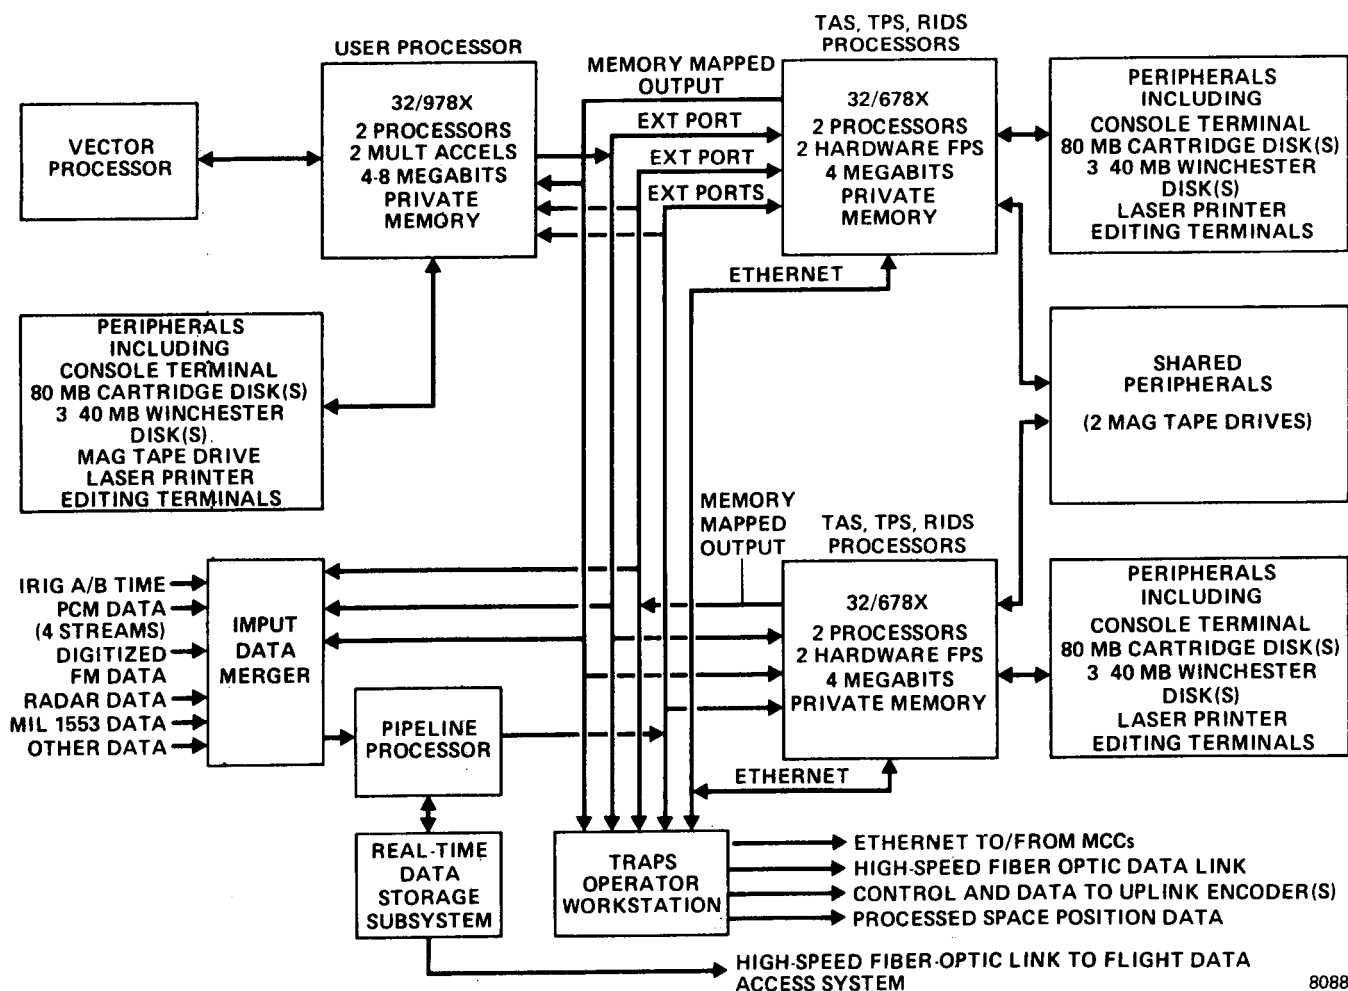 USER PROCESSOR
32/978X
2 PROCESSORS
2 MULT ACCELS
4-8 MEGABITS
PRIVATE
MEMORY
VECTOR
PROCESSOR
PERIPHERALS
INCLUDING
CONSOLE TERMINAL
80 MB CARTRIDGE DISK(S)
3 40 MB WINCHESTER
DISK(S).
MAG TAPE DRIVE
LASER PRINTER
EDITING TERMINALS
MEMORY MAPPED
OUTPUT
EXT PORT
EXT PORT
EXT PORTS
ETHERNET
TAS, TPS, RIDS
PROCESSORS
32/678X
2 PROCESSORS
2 HARDWARE FPS
4 MEGABITS
PRIVATE
MEMORY
PERIPHERALS
INCLUDING
CONSOLE TERMINAL
80 MB CARTRIDGE DISK(S)
3 40 MB WINCHESTER
DISK(S)
LASER PRINTER
EDITING TERMINALS
SHARED
PERIPHERALS
(2 MAG TAPE DRIVES)
MEMORY
MAPPED
OUTPUT
TAS, TPS, RIDS
PROCESSORS
32/678X
2 PROCESSORS
2 HARDWARE FPS
4 MEGABITS
PRIVATE MEMORY
PERIPHERALS
INCLUDING
CONSOLE TERMINAL
80 MB CARTRIDGE DISK(S)
3 40 MB WINCHESTER
DISK(S)
LASER PRINTER
EDITING TERMINALS
ETHERNET
IRIG A/B TIME
PCM DATA
(4 STREAMS)
DIGITIZED
FM DATA
RADAR DATA
MIL 1553 DATA
OTHER DATA
IMPUT
DATA
MERGER
PIPELINE
PROCESSOR
REAL-TIME
DATA
STORAGE
SUBSYSTEM
TRAPS
OPERATOR
WORKSTATION
ETHERNET TO/FROM MCCs
HIGH-SPEED FIBER OPTIC DATA LINK
CONTROL AND DATA TO UPLINK ENCODER(S)
PROCESSED SPACE POSITION DATA
HIGH-SPEED FIBER-OPTIC LINK TO FLIGHT DATA
ACCESS SYSTEM
8088